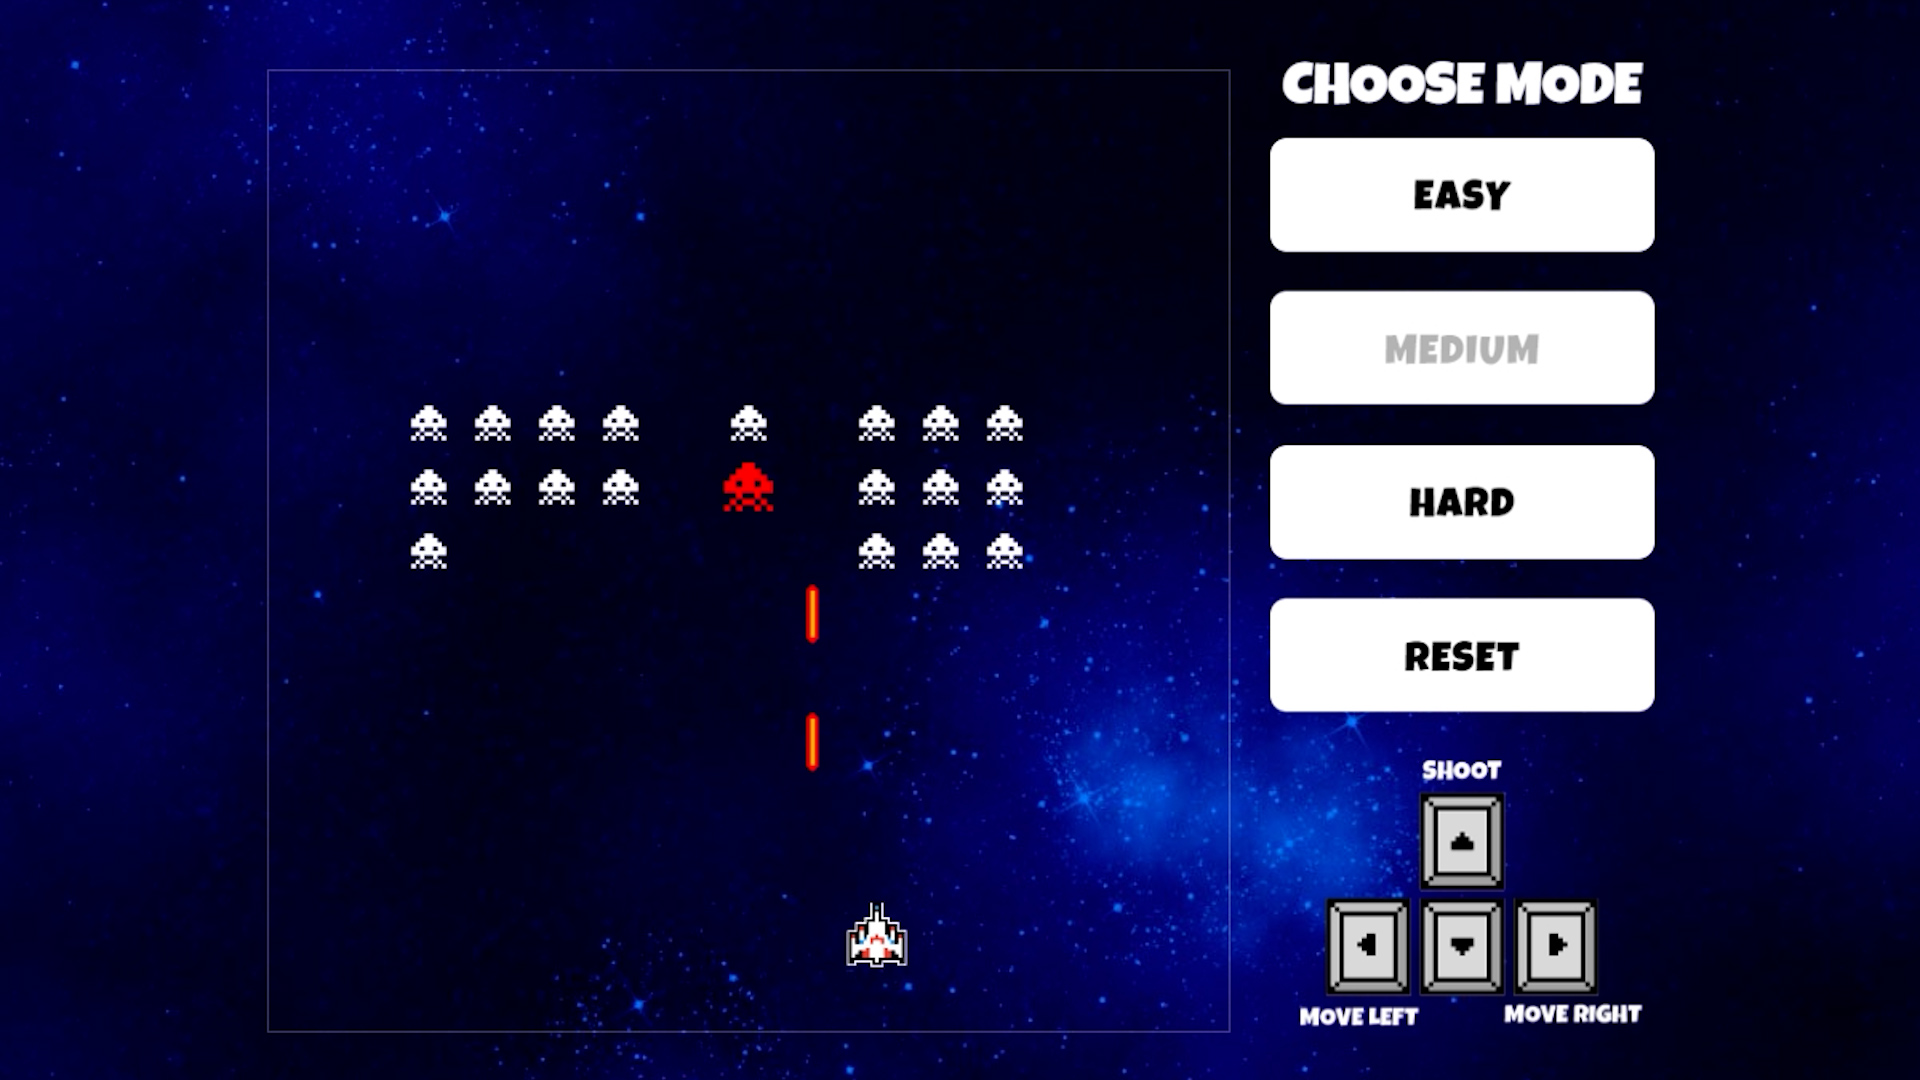 CHOOSE MODE
EASY
MEDIUM
HARD
RESET
SHOOT
MOVE LEFT
MOVE RIGHT